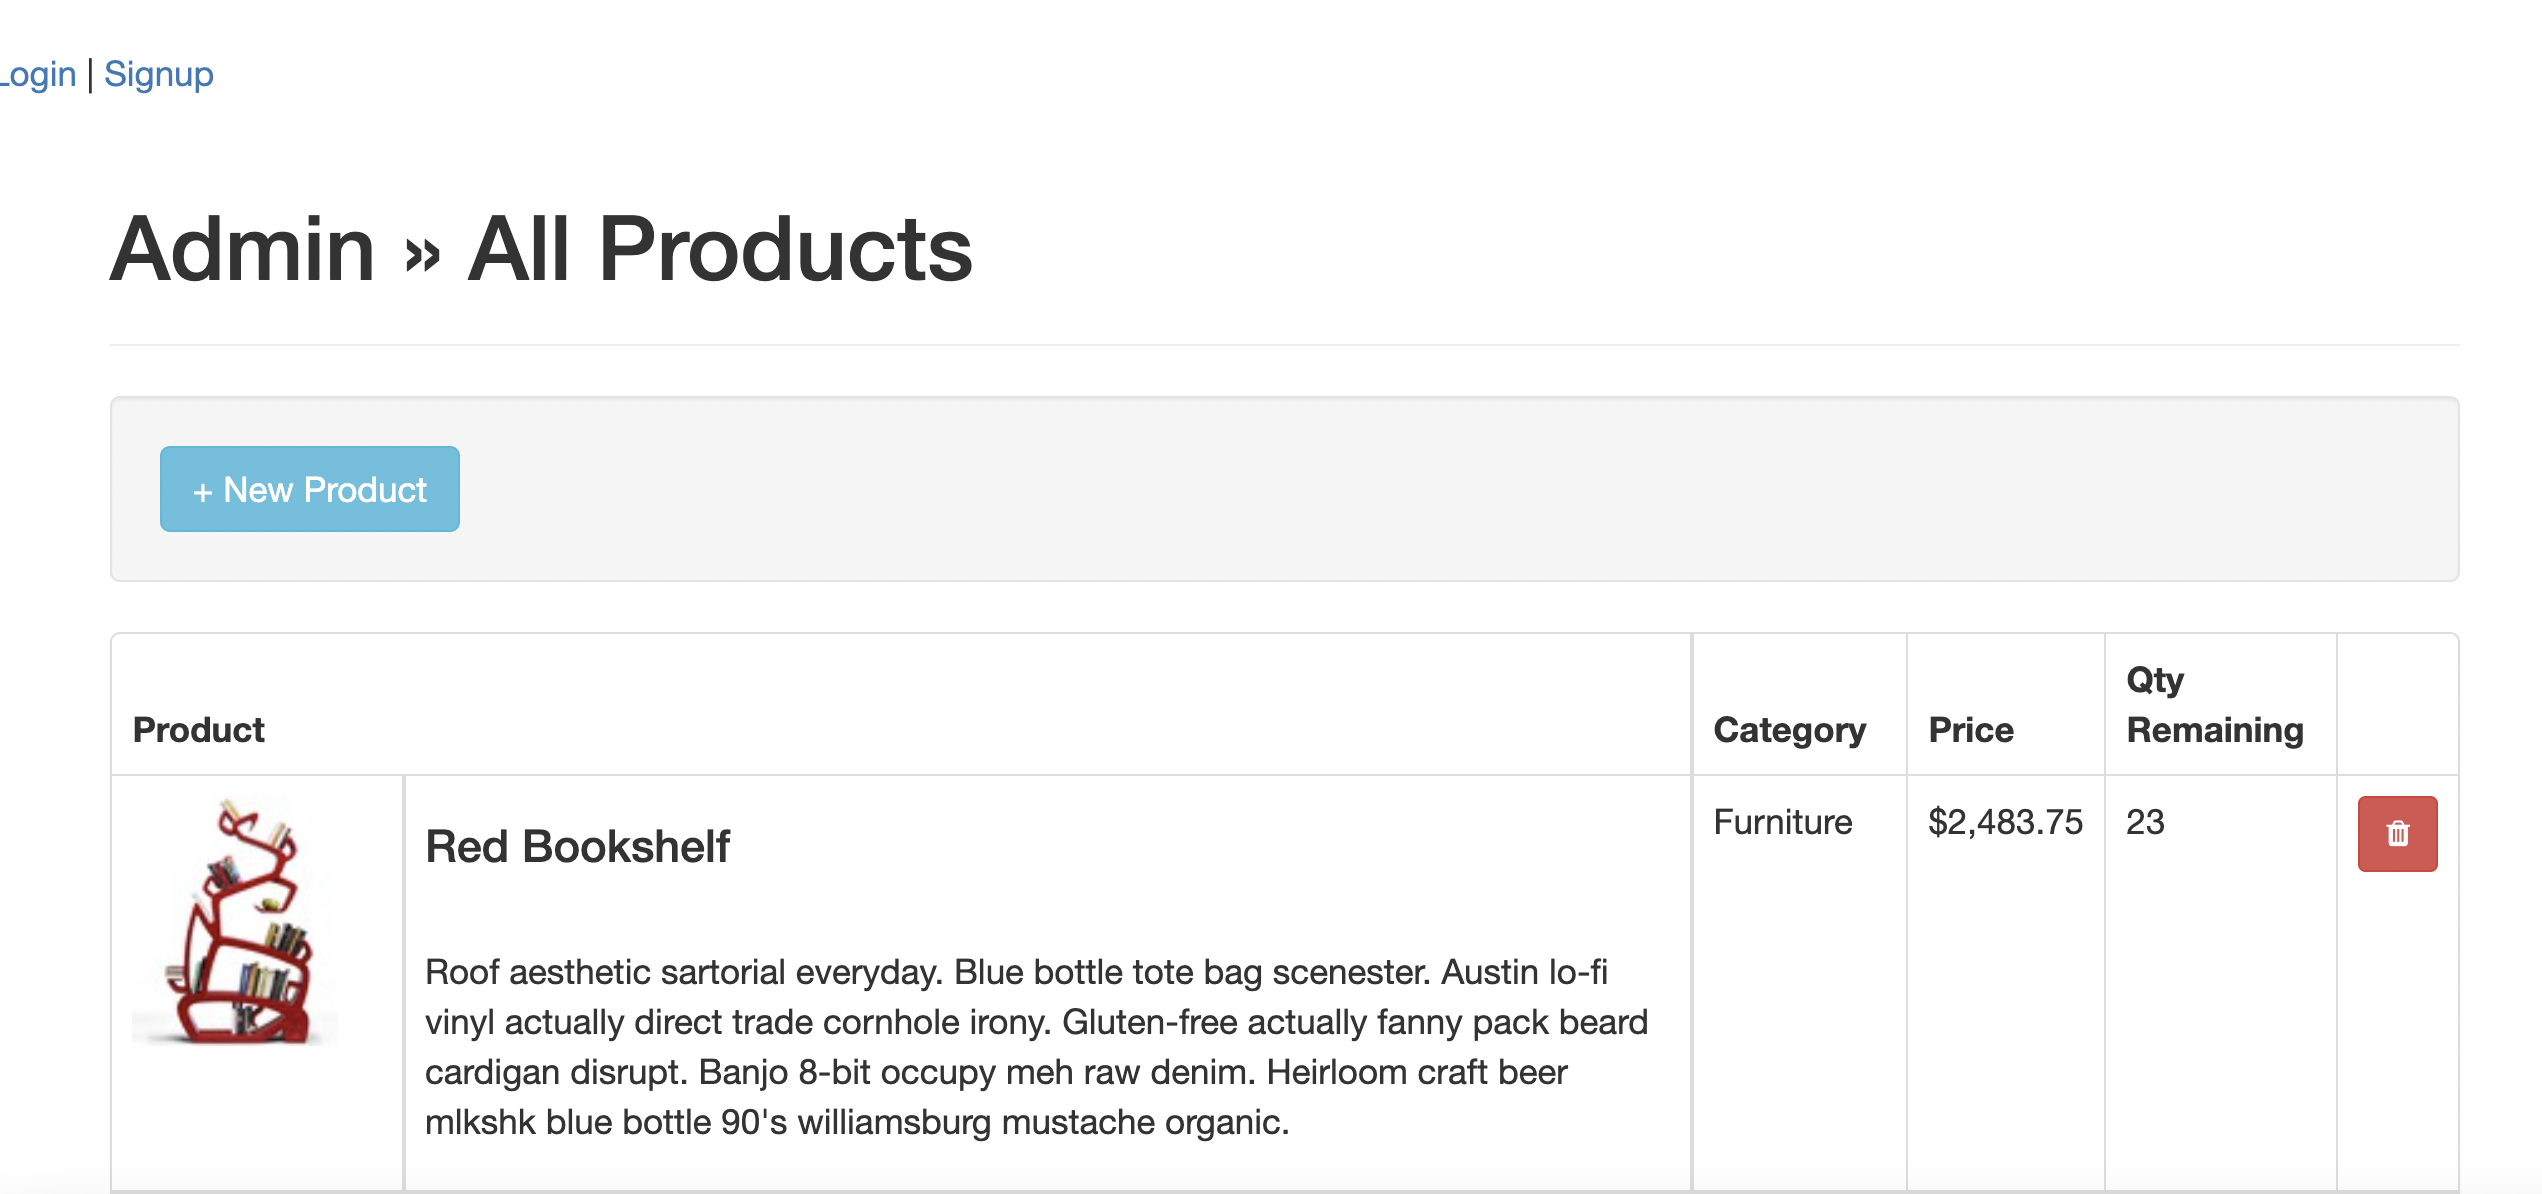 Login | Signup
Admin » All Products
+ New Product
Product
Category
Price
Qty
Remaining
Red Bookshelf
Furniture
$2,483.75
23
Roof aesthetic sartorial everyday. Blue bottle tote bag scenester. Austin lo-fi
vinyl actually direct trade cornhole irony. Gluten-free actually fanny pack beard
cardigan disrupt. Banjo 8-bit occupy meh raw denim. Heirloom craft beer
mlkshk blue bottle 90's williamsburg mustache organic.